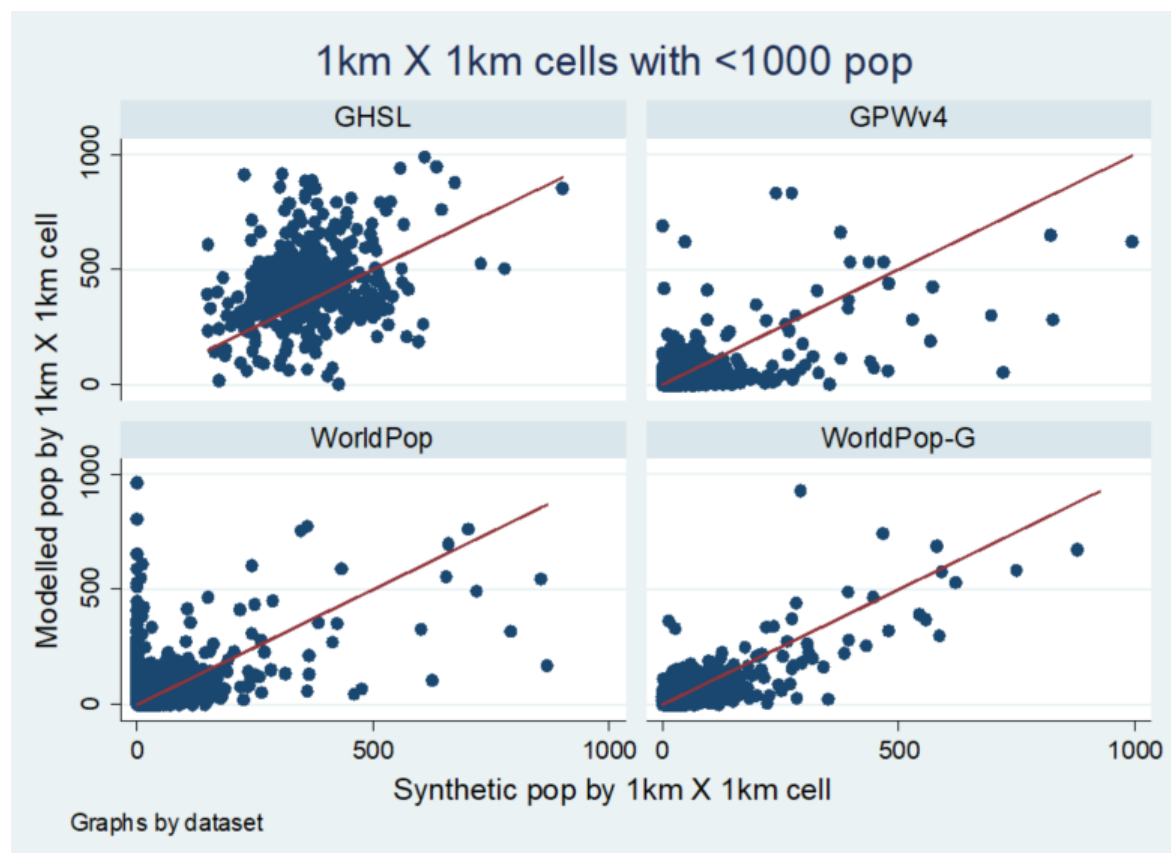 1km X 1km cells with <1000 pop
GHSL
GPWv4
1000
500
0
WorldPop
WorldPop-G
1000
500
0
0
500
1000
0
500
1000
Modelled pop by 1km X 1km cell
Synthetic pop by 1km X 1km cell
Graphs by dataset